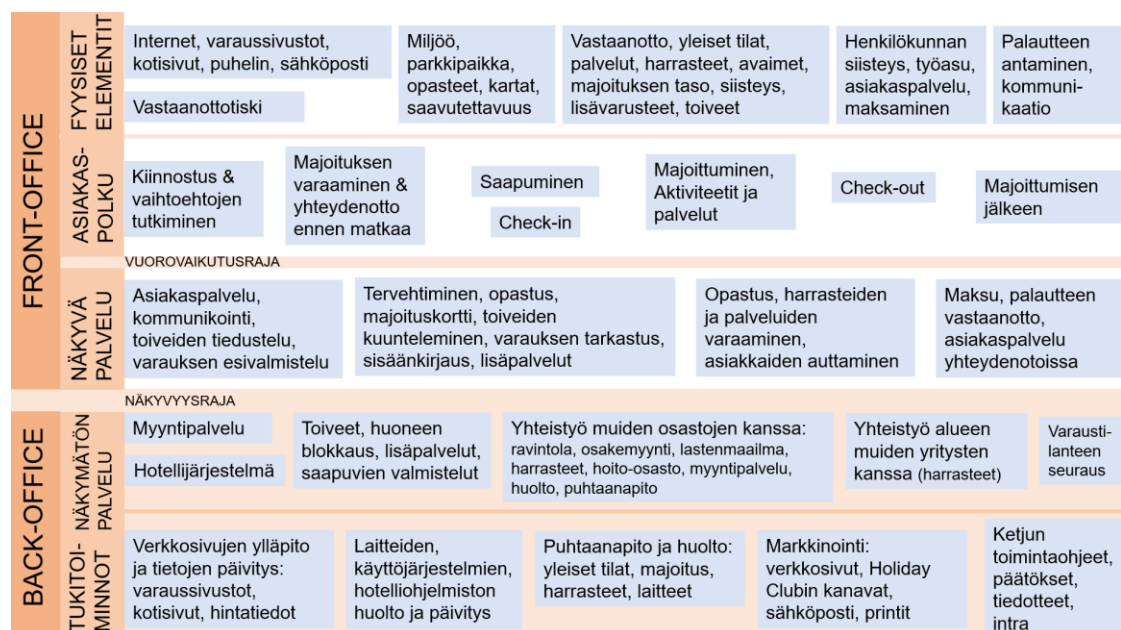 FRONT-OFFICE
FYYSISET
ELEMENTIT
Internet, varaussivustot,
kotisivut, puhelin, sähköposti
Vastaanottotiski
Miljöö,
parkkipaikka,
opasteet, kartat,
saavutettavuus
Vastaanotto, yleiset tilat,
palvelut, harrasteet, avaimet,
majoituksen taso, siisteys,
lisävarusteet, toiveet
Henkilökunnan
siisteys, työasu,
asiakaspalvelu,
maksaminen
Palautteen
antaminen,
kommuni-
kaatio
ASIAKAS-
POLKU
Kiinnostus &
vaihtoehtojen
tutkiminen
Majoituksen
varaaminen &
yhteydenotto
ennen matkaa
Saapuminen
Check-in
Majoittuminen,
Aktiviteetit ja
palvelut
Check-out
Majoittumisen
jälkeen
VUOROVAIKUTUSRAJA
NÄKYVÄ
PALVELU
Asiakaspalvelu,
kommunikointi,
toiveiden tiedustelu,
varauksen esivalmistelu
Tervehtiminen, opastus,
majoituskortti, toiveiden
kuunteleminen, varauksen tarkastus,
sisäänkirjaus, lisäpalvelut
Opastus, harrasteiden
ja palveluiden
varaaminen,
asiakkaiden auttaminen
Maksu, palautteen
vastaanotto,
asiakaspalvelu
yhteydenotoissa
NÄKYVYYSRAJA
BACK-OFFICE
NÄKYMÄTÖN
PALVELU
Myyntipalvelu
Hotellijärjestelmä
Toiveet, huoneen
blokkaus, lisäpalvelut,
saapuvien valmistelut
Yhteistyö muiden osastojen kanssa:
ravintola, osakemyynti, lastenmaailma,
harrasteet, hoito-osasto, myyntipalvelu,
huolto, puhtaanapito
Yhteistyö alueen
muiden yritysten
kanssa (harrasteet)
Varausti-
lanteen
seuraus
TUKITOI-
MINNOT
Verkkosivujen ylläpito
ja tietojen päivitys:
varaussivustot,
kotisivut, hintatiedot
Laitteiden,
käyttöjärjestelmien,
hotelliohjelmiston
huolto ja päivitys
Puhtaanapito ja huolto:
yleiset tilat, majoitus,
harrasteet, laitteet
Markkinointi:
verkkosivut, Holiday
Clubin kanavat,
sähköposti, printit
Ketjun
toimintaohjeet,
päätökset,
tiedotteet,
intra